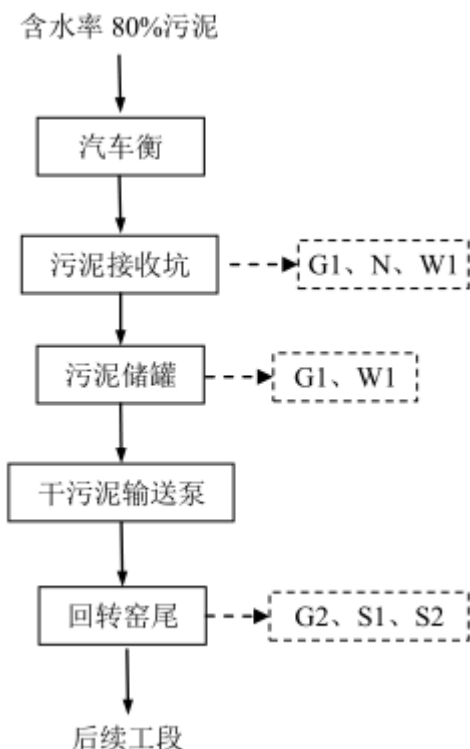 含水率 80%污泥
汽车衡
污泥接收坑
G1、N、W1
污泥储罐
G1、W1
干污泥输送泵
回转窑尾
G2、S1、S2
后续工段